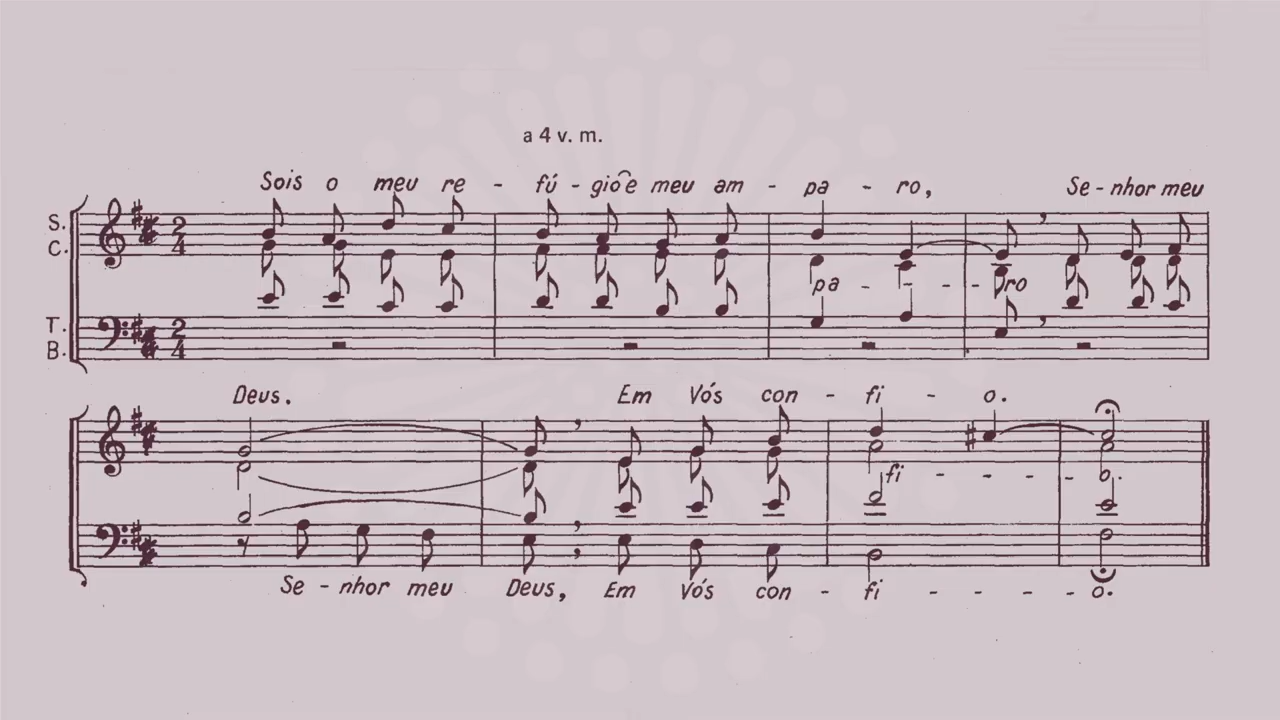 a 4 v. m.
Sois o meu re - fú - gio e meu am - pa - ro, Se - nhor meu
S.
C.
pa - - - - ro
T.
B.
Deus. Em Vós con - fi - o.
fi - - - - o.
Se - nhor meu Deus, Em Vós con - fi - - - - o.